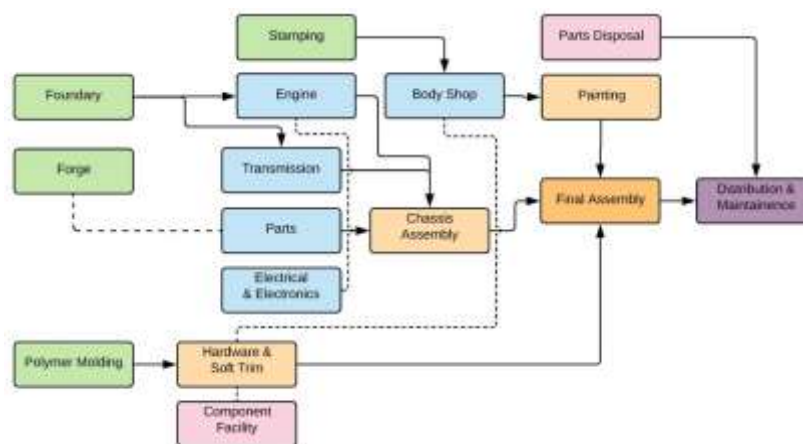 Stamping
Parts Disposal
Foundary
Engine
Body Shop
Painting
Forge
Transmission
Parts
Chassis
Assembly
Final Assembly
Distribution &
Maintainence
Electrical
& Electronics
Polymer Molding
Hardware &
Soft Trim
Component
Facility